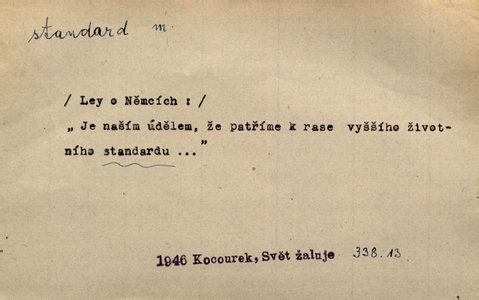 standard m.
/ Ley o Němcích : /
„ Je naším údělem, že patříme k rase vyššího život-
ního standardu ... "
1946 Kocourek, Svět žaluje 338.13